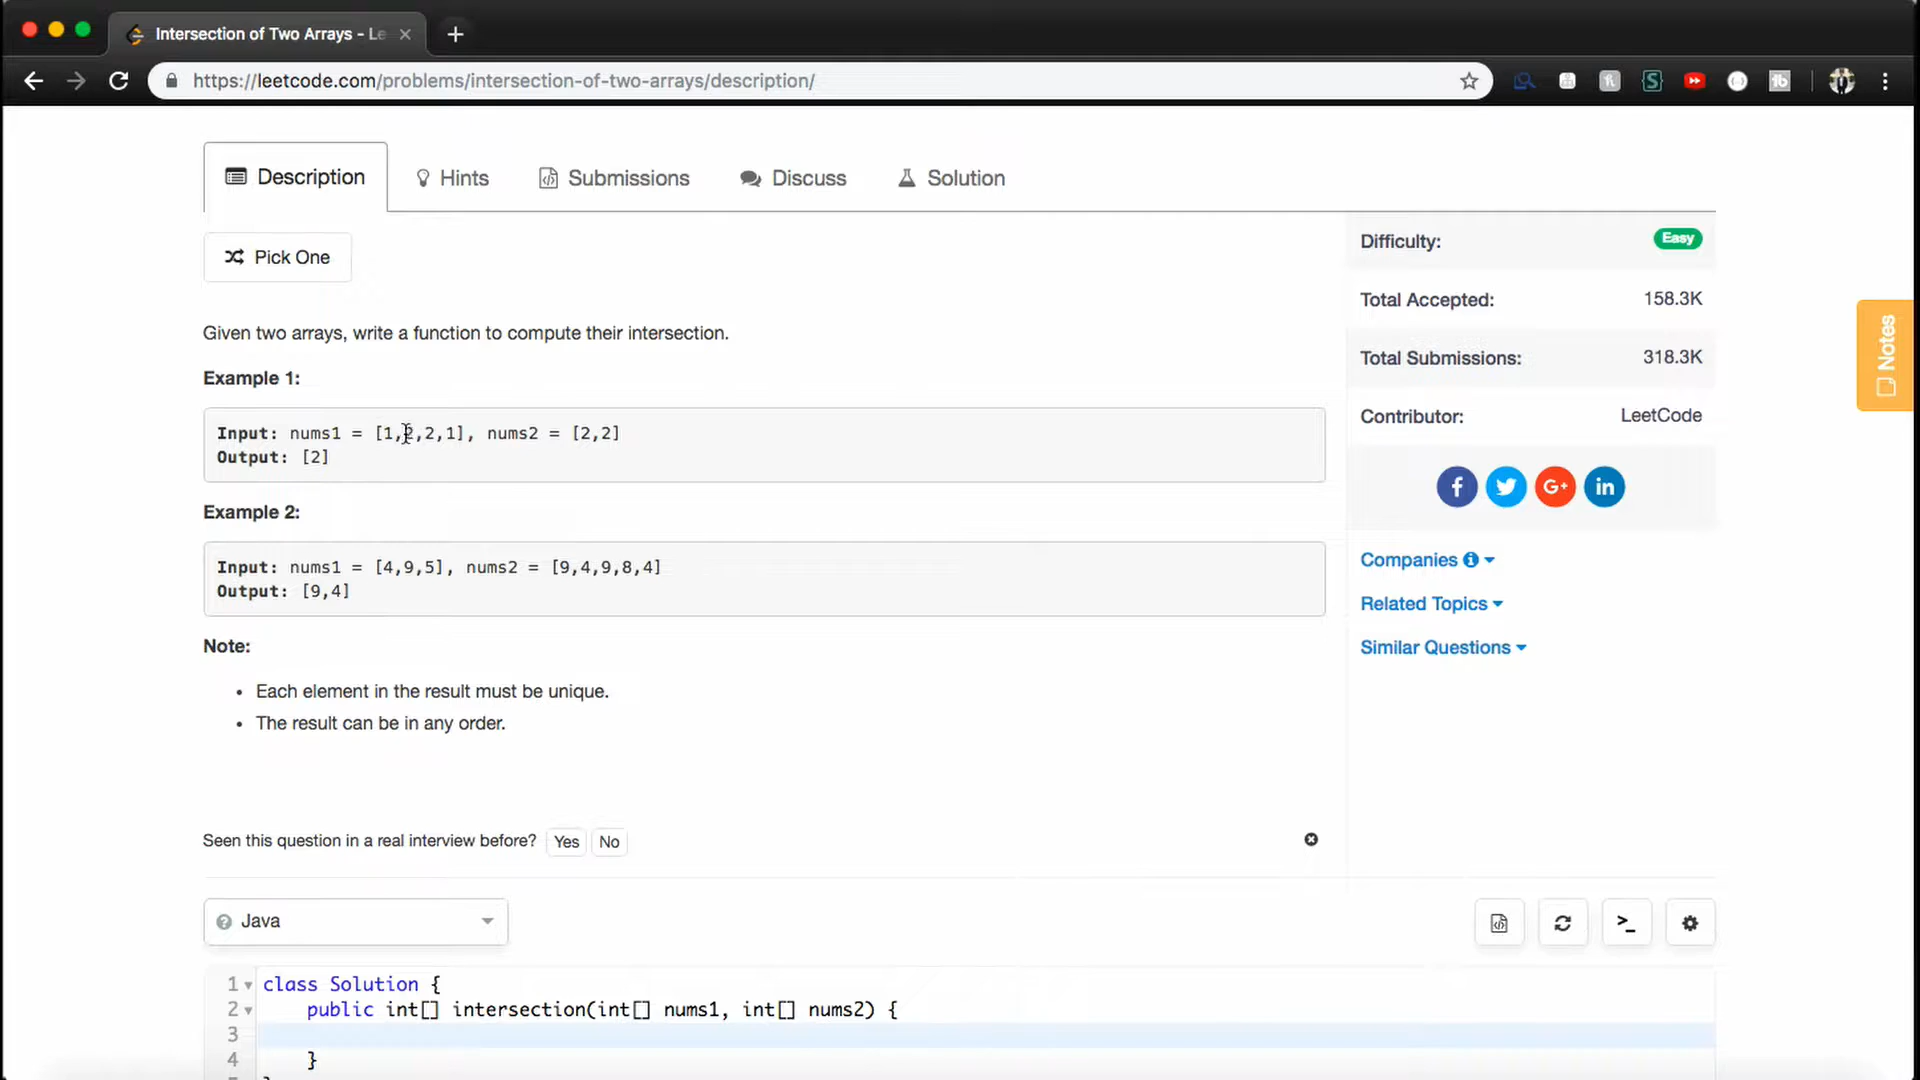 Intersection of Two Arrays - Le
https://leetcode.com/problems/intersection-of-two-arrays/description/
Description
Hints
Submissions
Discuss
Solution
Pick One
Difficulty:
Easy
Total Accepted:
158.3K
Total Submissions:
318.3K
Contributor:
LeetCode
Notes
Given two arrays, write a function to compute their intersection.
Example 1:
Input: nums1 = [1,2,2,1], nums2 = [2,2]
Output: [2]
Example 2:
Input: nums1 = [4,9,5], nums2 = [9,4,9,8,4]
Output: [9,4]
Note:
• Each element in the result must be unique.
• The result can be in any order.
f
G+
in
Companies
Related Topics
Similar Questions
Seen this question in a real interview before?
Yes
No
Java
>_
1 class Solution {
2 public int[] intersection(int[] nums1, int[] nums2) {
3
4 }